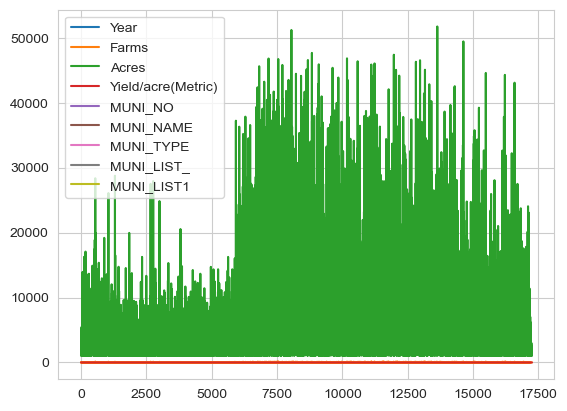 Year
Farms
Acres
Yield/acre(Metric)
MUNI_NO
MUNI_NAME
MUNI_TYPE
MUNI_LIST_
MUNI_LIST1
50000
40000
30000
20000
10000
0
0 2500 5000 7500 10000 12500 15000 17500